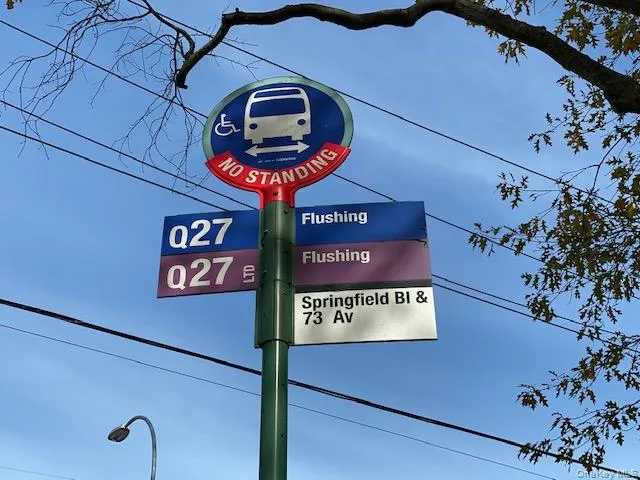 NO STANDING
Q27
Flushing
Q27 LTD
Flushing
Springfield Bl &
73 Av
OneKey MLS